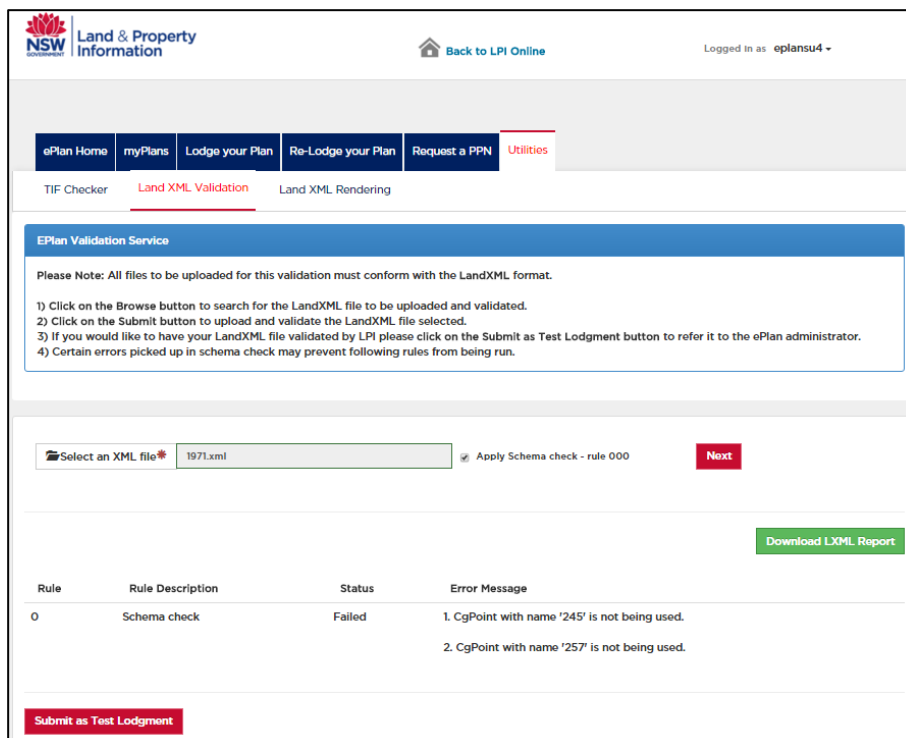 NSW
GOVERNMENT
Land & Property
Information
Back to LPI Online
Logged in as eplansu4
ePlan Home
myPlans
Lodge your Plan
Re-Lodge your Plan
Request a PPN
Utilities
TIF Checker
Land XML Validation
Land XML Rendering
EPlan Validation Service
Please Note: All files to be uploaded for this validation must conform with the LandXML format.
1) Click on the Browse button to search for the LandXML file to be uploaded and validated.
2) Click on the Submit button to upload and validate the LandXML file selected.
3) If you would like to have your LandXML file validated by LPI please click on the Submit as Test Lodgment button to refer it to the ePlan administrator.
4) Certain errors picked up in schema check may prevent following rules from being run.
Select an XML file* 1971.xml Apply Schema check - rule 000 Next
Download LXML Report
Rule Rule Description Status Error Message
0 Schema check Failed 1. CgPoint with name '245' is not being used.
2. CgPoint with name '257' is not being used.
Submit as Test Lodgment